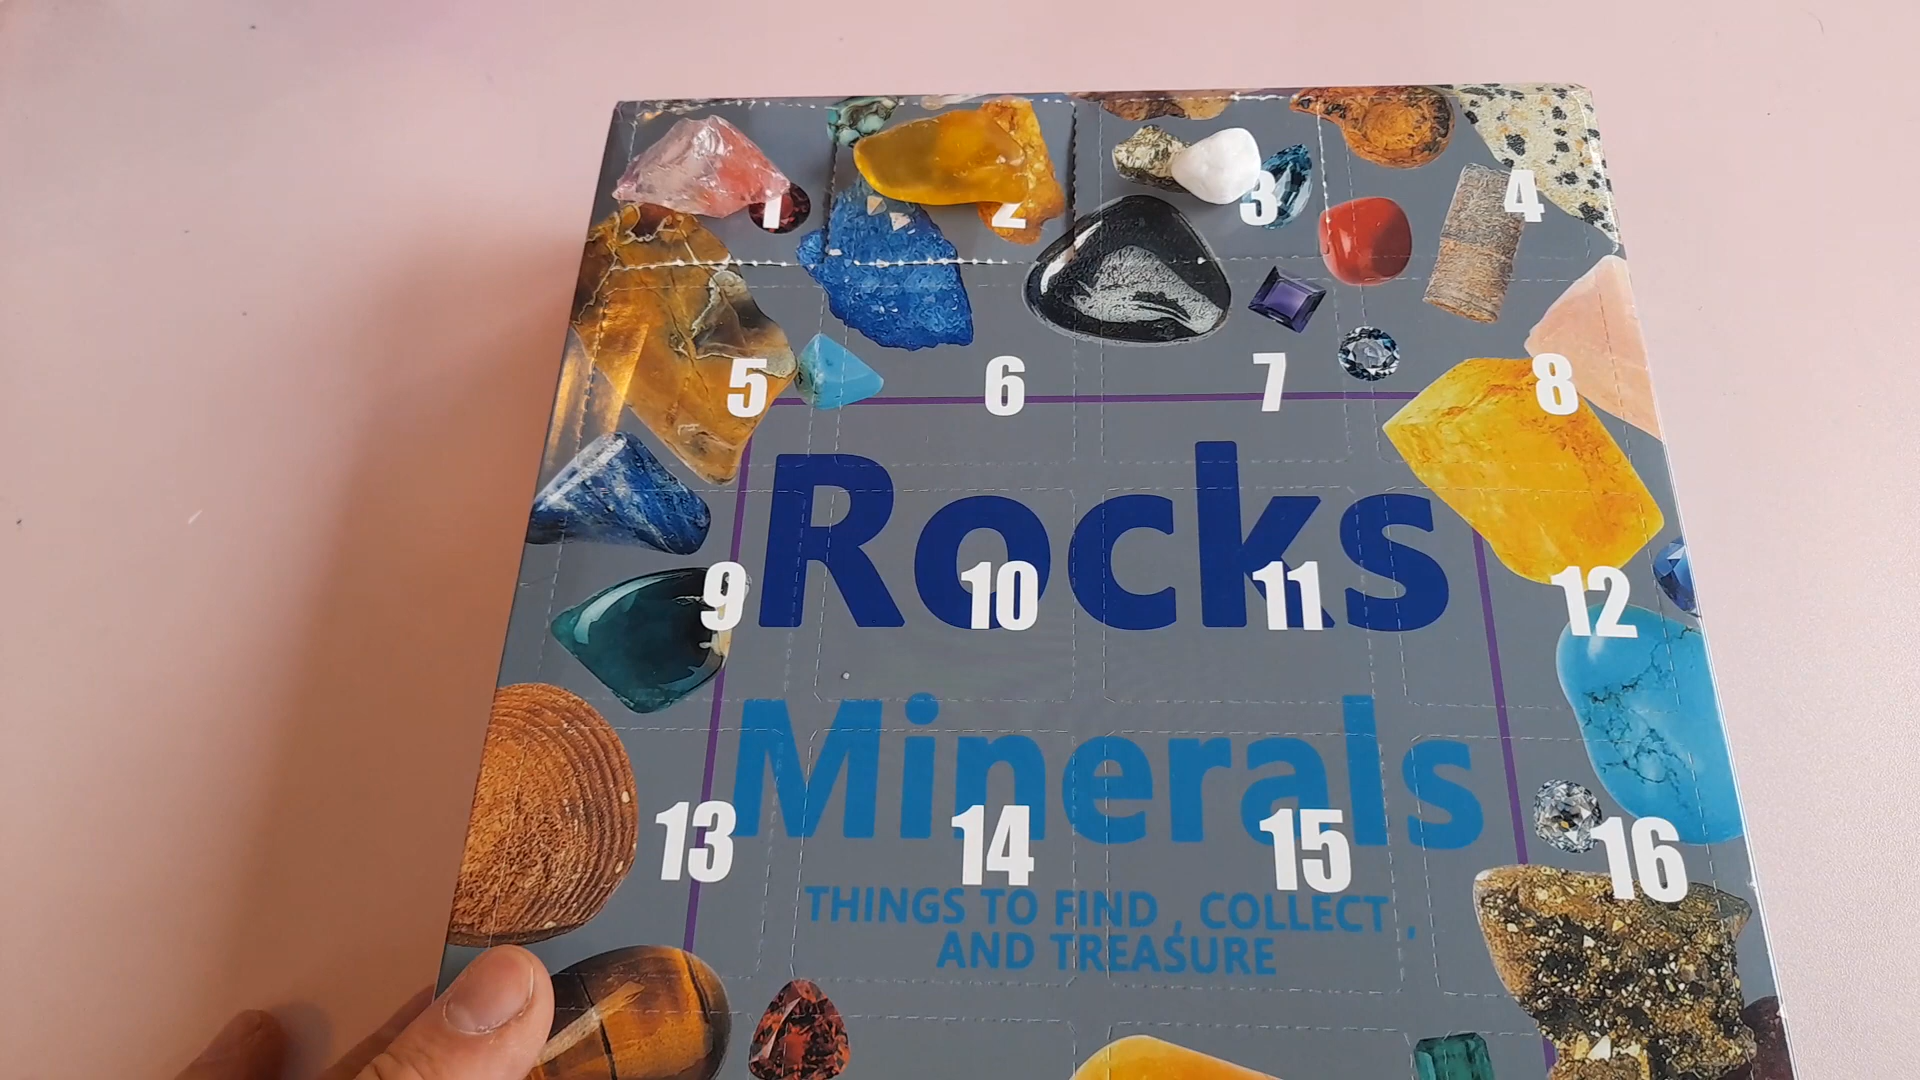 1 2 3 4
5 6 7 8
Rocks
9 10 11 12
Minerals
13 14 15 16
THINGS TO FIND , COLLECT ,
AND TREASURE